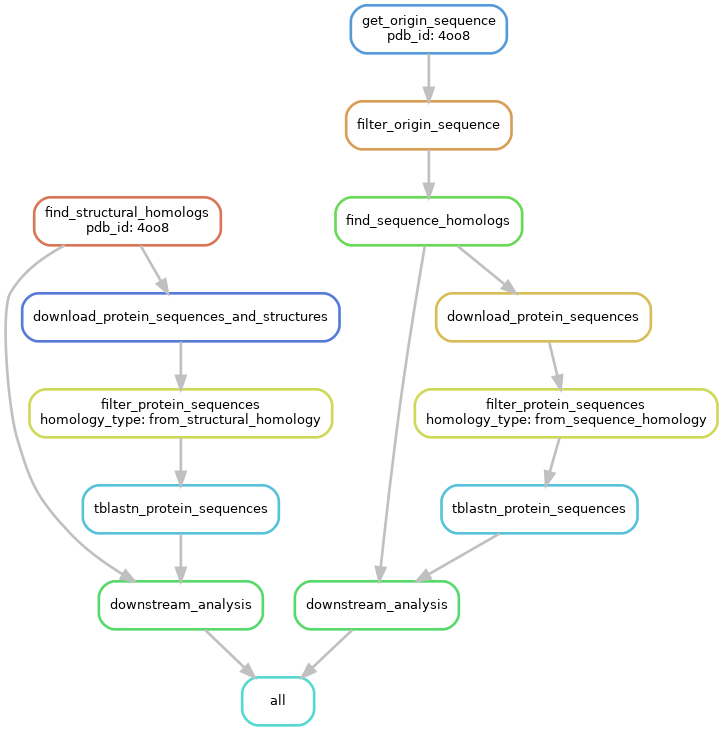 get_origin_sequence
pdb_id: 4oo8
filter_origin_sequence
find_structural_homologs
pdb_id: 4oo8
find_sequence_homologs
download_protein_sequences_and_structures
download_protein_sequences
filter_protein_sequences
homology_type: from_structural_homology
filter_protein_sequences
homology_type: from_sequence_homology
tblastn_protein_sequences
tblastn_protein_sequences
downstream_analysis
downstream_analysis
all